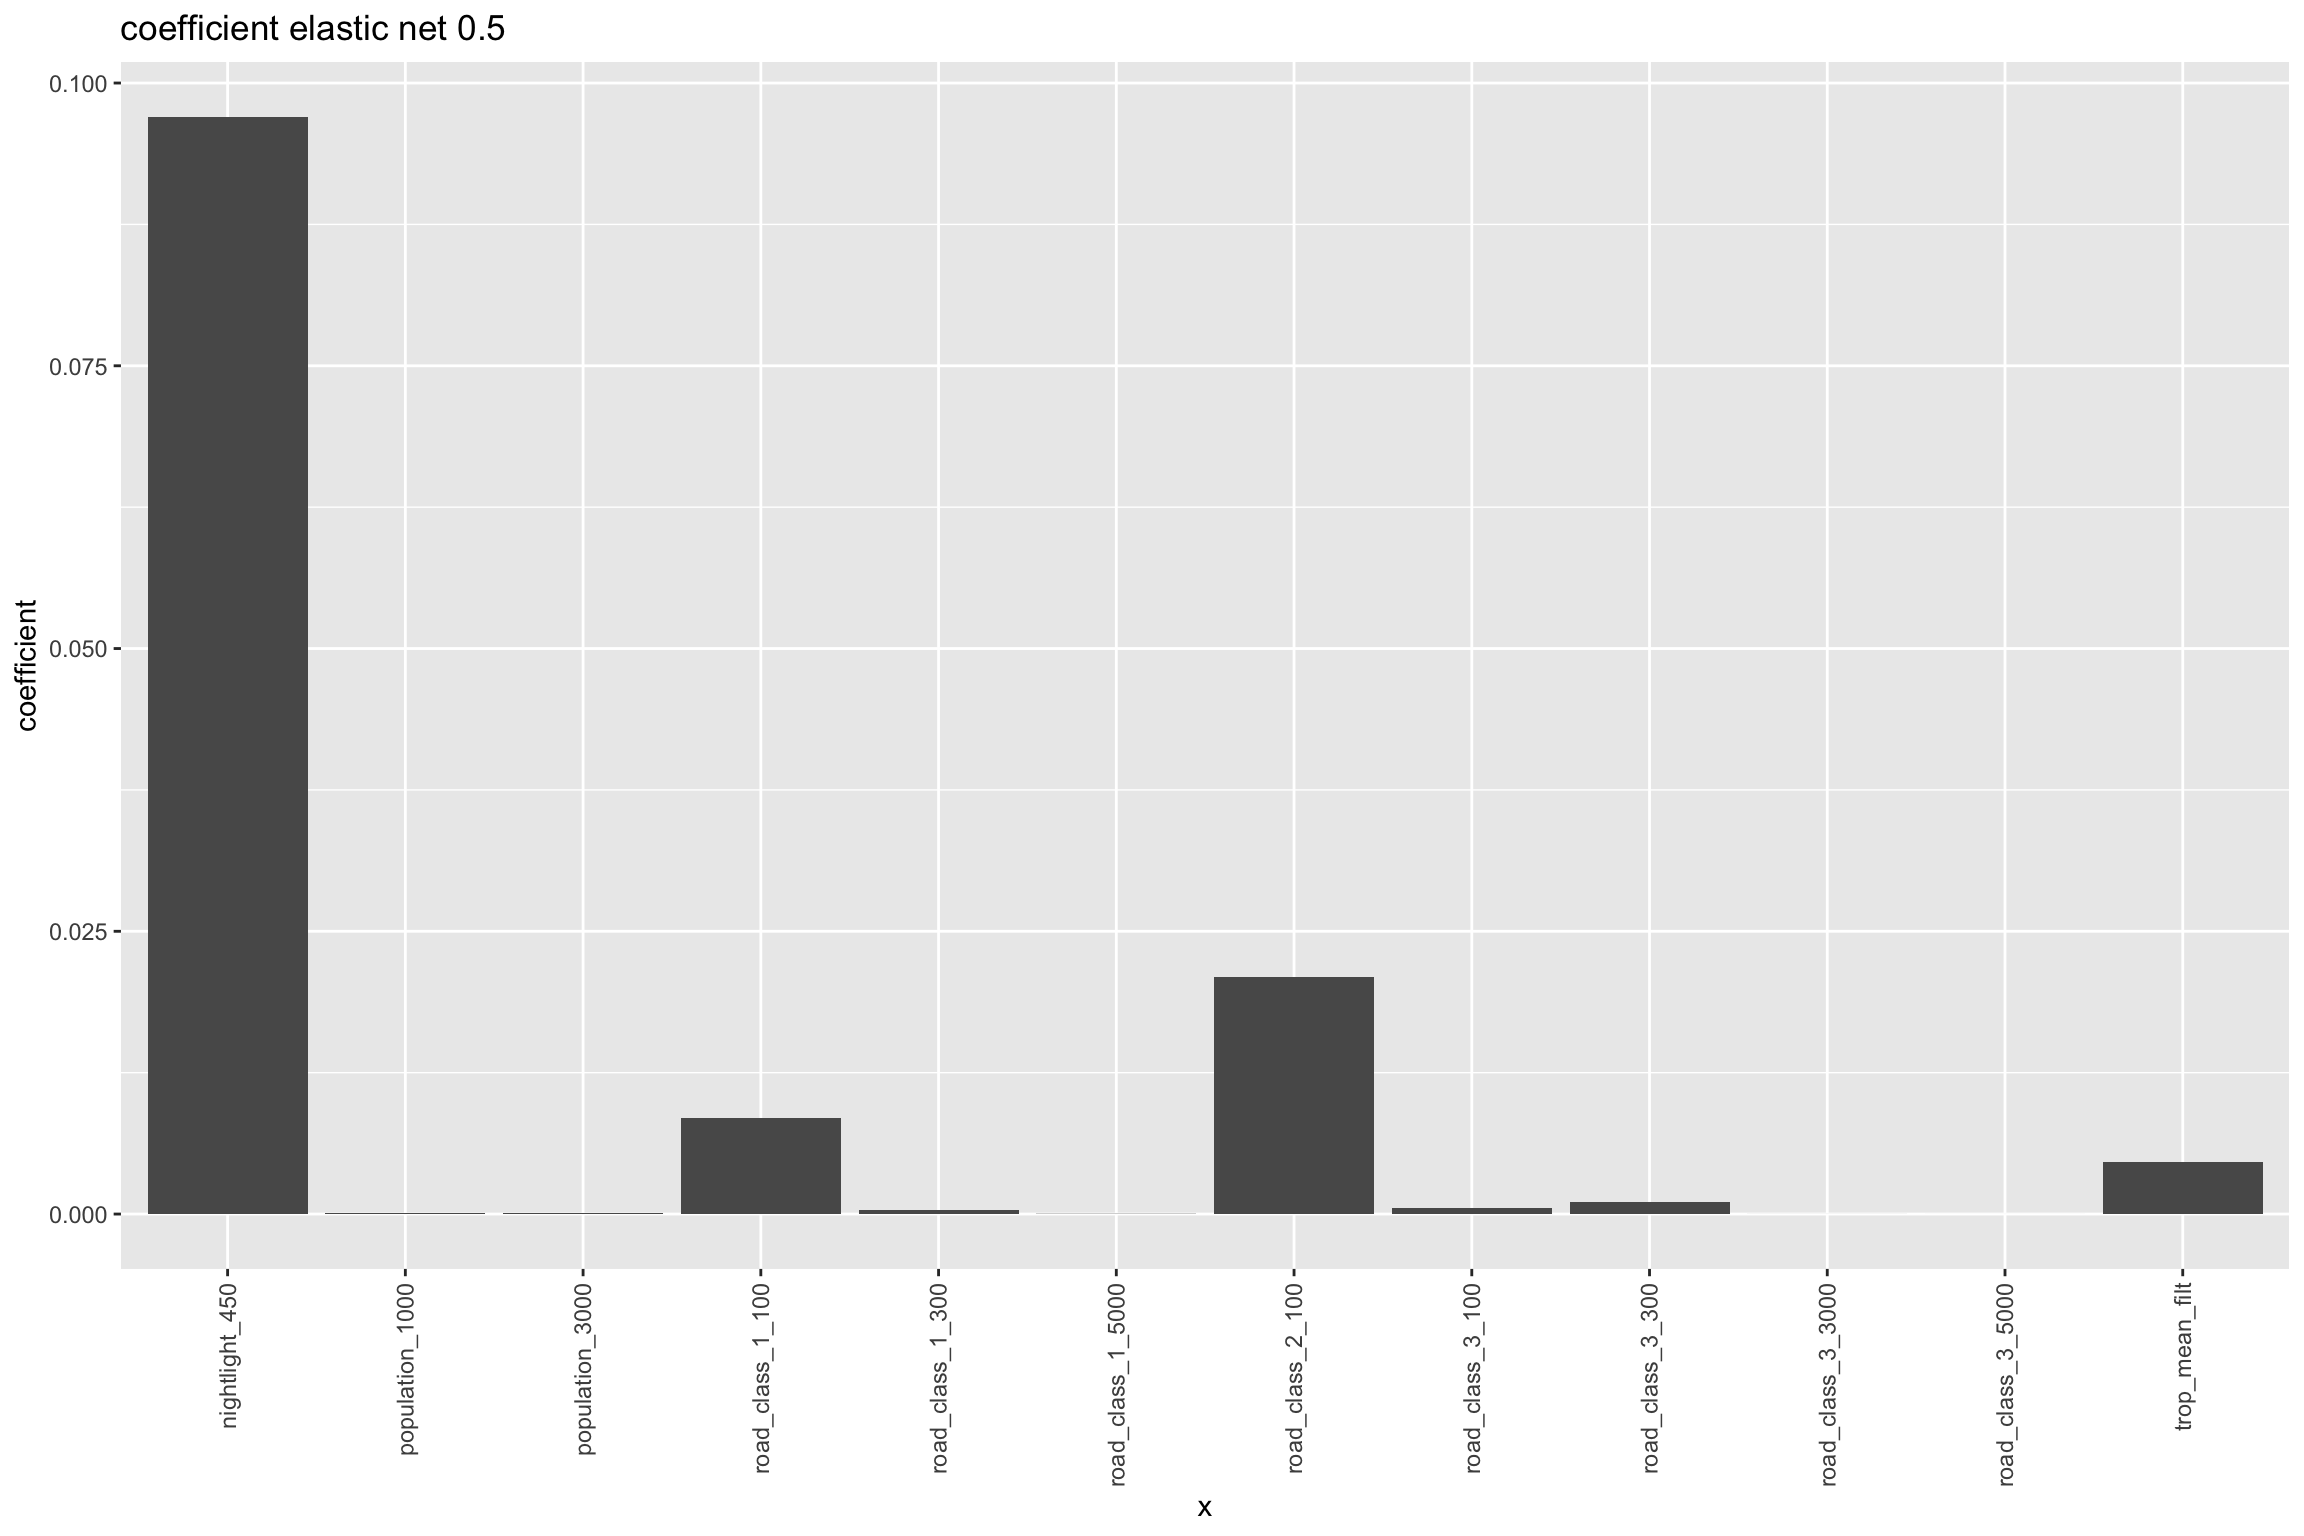 coefficient elastic net 0.5
coefficient
0.100
0.075
0.050
0.025
0.000
nightlight_450
population_1000
population_3000
road_class_1_100
road_class_1_300
road_class_1_5000
road_class_2_100
road_class_3_100
road_class_3_300
road_class_3_3000
road_class_3_5000
trop_mean_filt
x